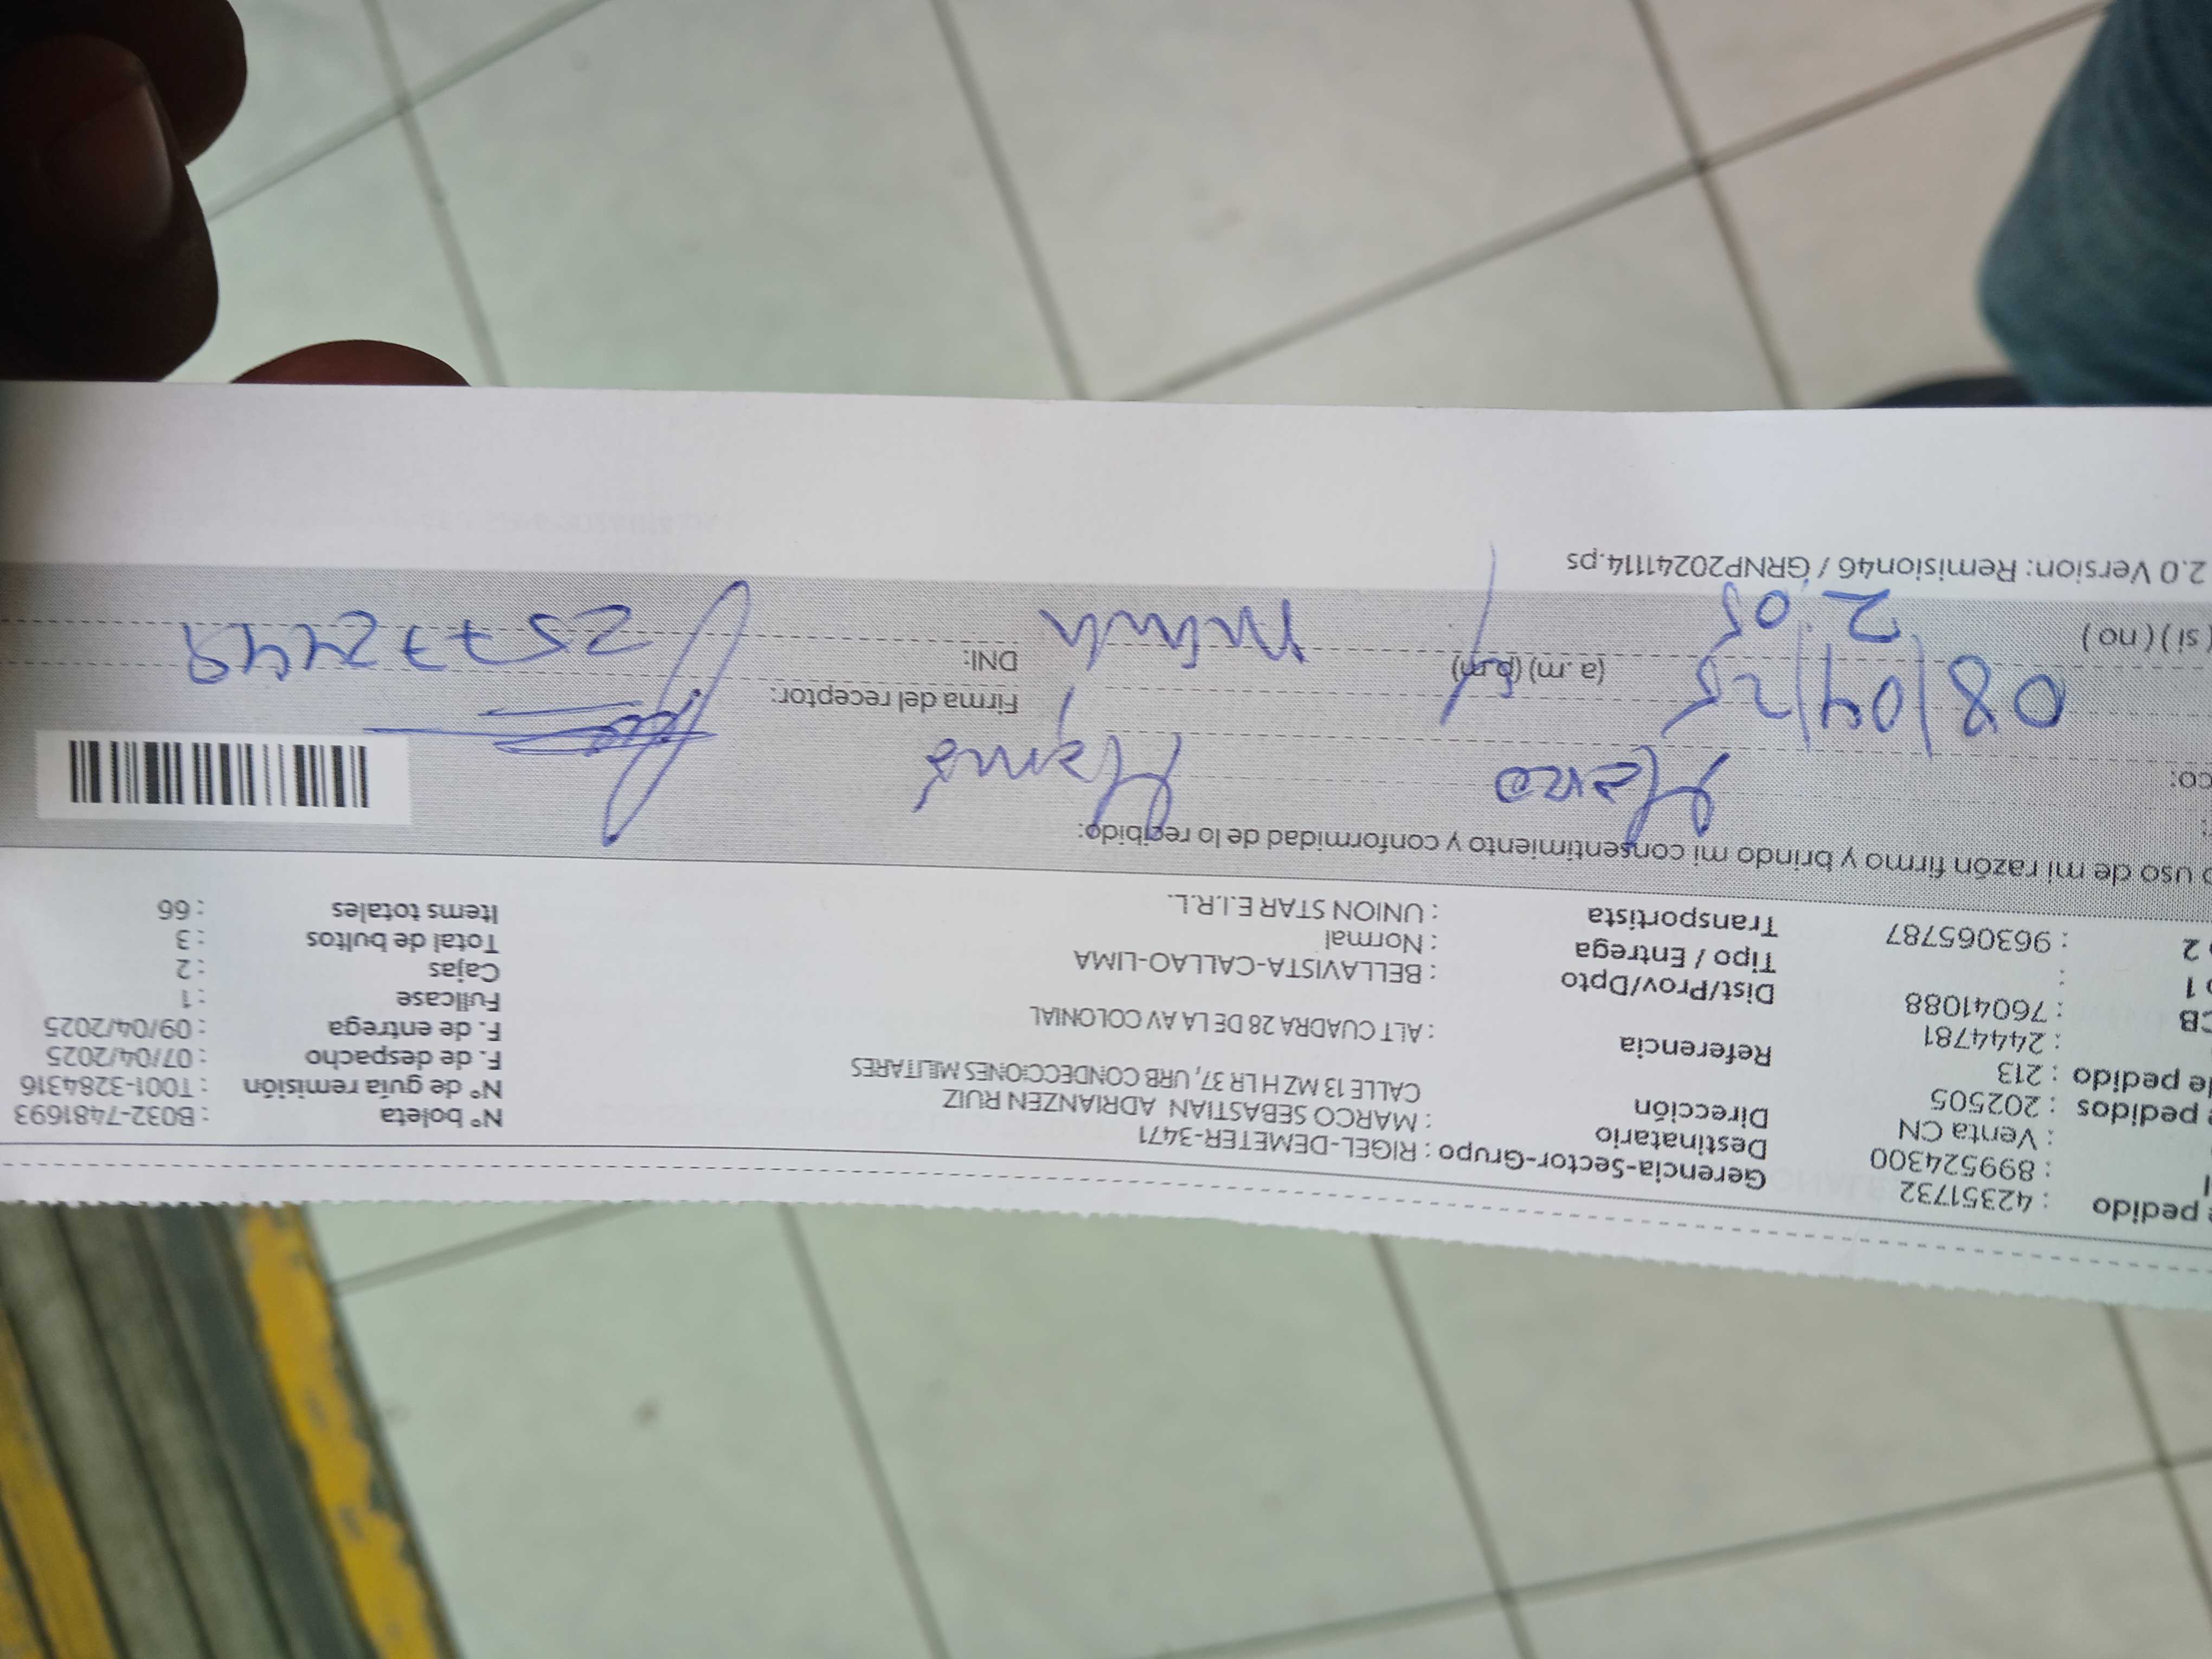 e pedido : 42351732 Gerencia-Sector-Grupo : RIGEL-DEMETER-3471 N° boleta : B032-7481693
: 899524300 Destinatario : MARCO SEBASTIAN ADRIANZEN RUIZ N° de guía remisión : T001-3284316
: Venta CN Dirección CALLE 13 MZ H LR 37, URB CONDECCIONES MILITARES F. de despacho : 07/04/2025
e pedidos : 202505 F. de entrega : 09/04/2025
de pedido : 213 Referencia : ALT CUADRA 28 DE LA AV COLONIAL Fullcase : 1
: 2444781 Cajas : 2
CB : 76041088 Dist/Prov/Dpto : BELLAVISTA-CALLAO-LIMA Total de bultos : 3
1 : Tipo / Entrega : Normal Items totales : 66
2 : 963065787 Transportista : UNION STAR E.I.R.L.
uso de mi razón firmo y brindo mi consentimiento y conformidad de lo recibido:
co: Marco
08/04/25 Firma del receptor:
(a.m) (p.m) DNI: 25772448
(si) (no) 2:05
2.0 Version: Remision46 / GRNP20241114.ps